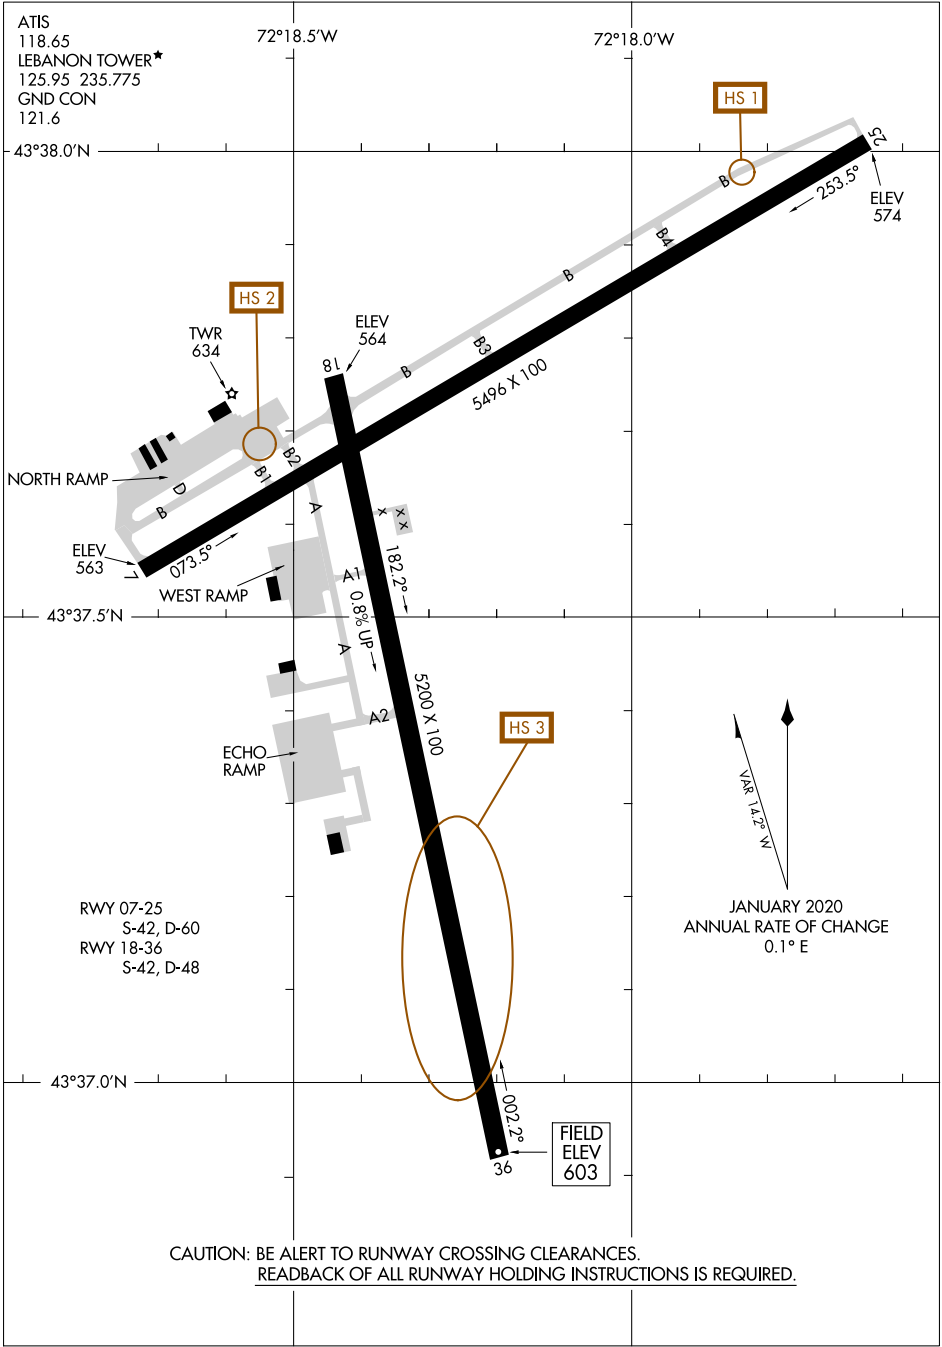 ATIS
118.65
LEBANON TOWER★
125.95 235.775
GND CON
121.6
72°18.5'W
72°18.0'W
HS 1
43°38.0'N
25
B
253.5°
ELEV
574
B4
B
HS 2
ELEV
564
TWR
634
18
B3
B
5496 X 100
B2
B1
NORTH RAMP
D
B
A
X
X X
ELEV
563
7
073.5°
182.2°
A1
WEST RAMP
0.8% UP
43°37.5'N
A
5200 X 100
A2
HS 3
ECHO
RAMP
VAR 14.2° W
RWY 07-25
S-42, D-60
RWY 18-36
S-42, D-48
JANUARY 2020
ANNUAL RATE OF CHANGE
0.1° E
43°37.0'N
002.2°
36
FIELD
ELEV
603
CAUTION: BE ALERT TO RUNWAY CROSSING CLEARANCES.
READBACK OF ALL RUNWAY HOLDING INSTRUCTIONS IS REQUIRED.